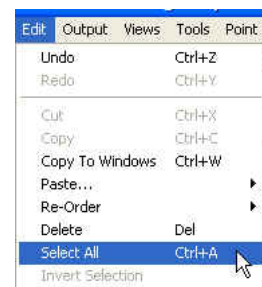 Edit Output Views Tools Point
Undo Ctrl+Z
Redo Ctrl+Y
Cut Ctrl+X
Copy Ctrl+C
Copy To Windows Ctrl+W
Paste...
Re-Order
Delete Del
Select All Ctrl+A
Invert Selection